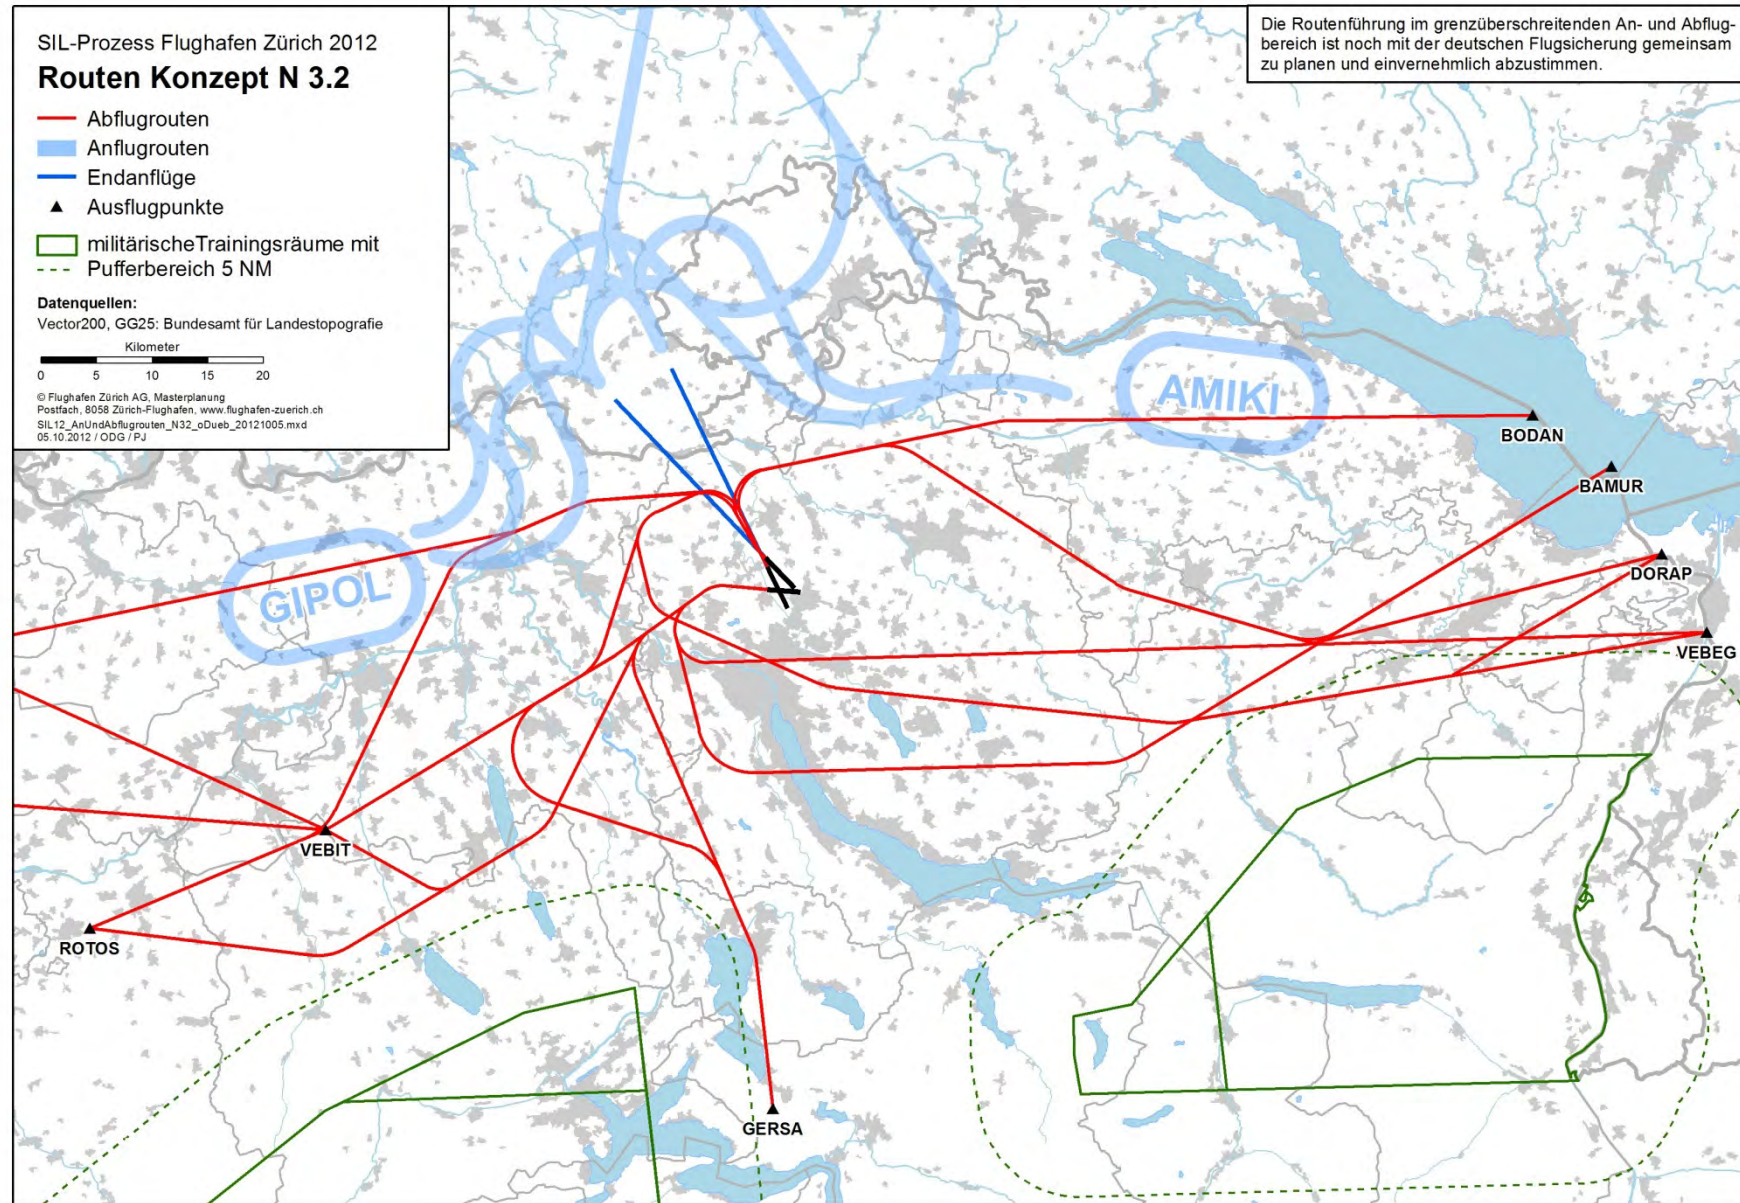 SIL-Prozess Flughafen Zürich 2012
Routen Konzept N 3.2
Abflugrouten
Anflugrouten
Endanflüge
Ausflugpunkte
militärischeTrainingsräume mit
Pufferbereich 5 NM
Datenquellen:
Vector200, GG25: Bundesamt für Landestopografie
Kilometer
0 5 10 15 20
© Flughafen Zürich AG, Masterplanung
Postfach, 8058 Zürich-Flughafen, www.flughafen-zuerich.ch
SIL12_AnUndAbflugrouten_N32_oDueb_20121005.mxd
05.10.2012 / ODG / PJ
Die Routenführung im grenzüberschreitenden An- und Abflug-
bereich ist noch mit der deutschen Flugsicherung gemeinsam
zu planen und einvernehmlich abzustimmen.
AMIKI
BODAN
BAMUR
DORAP
GIPOL
VEBEG
VEBIT
ROTOS
GERSA